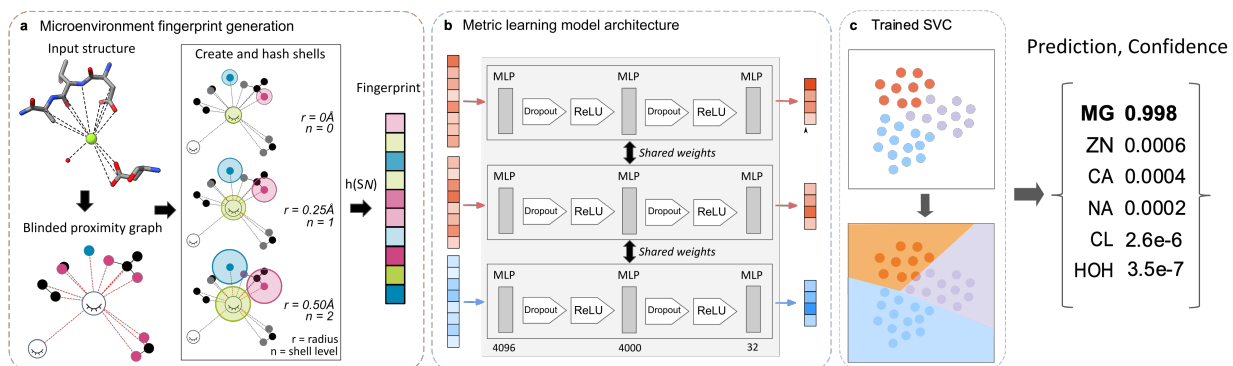 a Microenvironment fingerprint generation
Input structure
Blinded proximity graph
Create and hash shells
r = 0Å
n = 0
r = 0.25Å
n = 1
r = 0.50Å
n = 2
r = radius
n = shell level
h(SN)
Fingerprint
b Metric learning model architecture
MLP MLP MLP
Dropout ReLU Dropout ReLU
Shared weights
MLP MLP MLP
Dropout ReLU Dropout ReLU
Shared weights
MLP MLP MLP
Dropout ReLU Dropout ReLU
4096 4000 32
c Trained SVC
Prediction, Confidence
MG 0.998
ZN 0.0006
CA 0.0004
NA 0.0002
CL 2.6e-6
HOH 3.5e-7